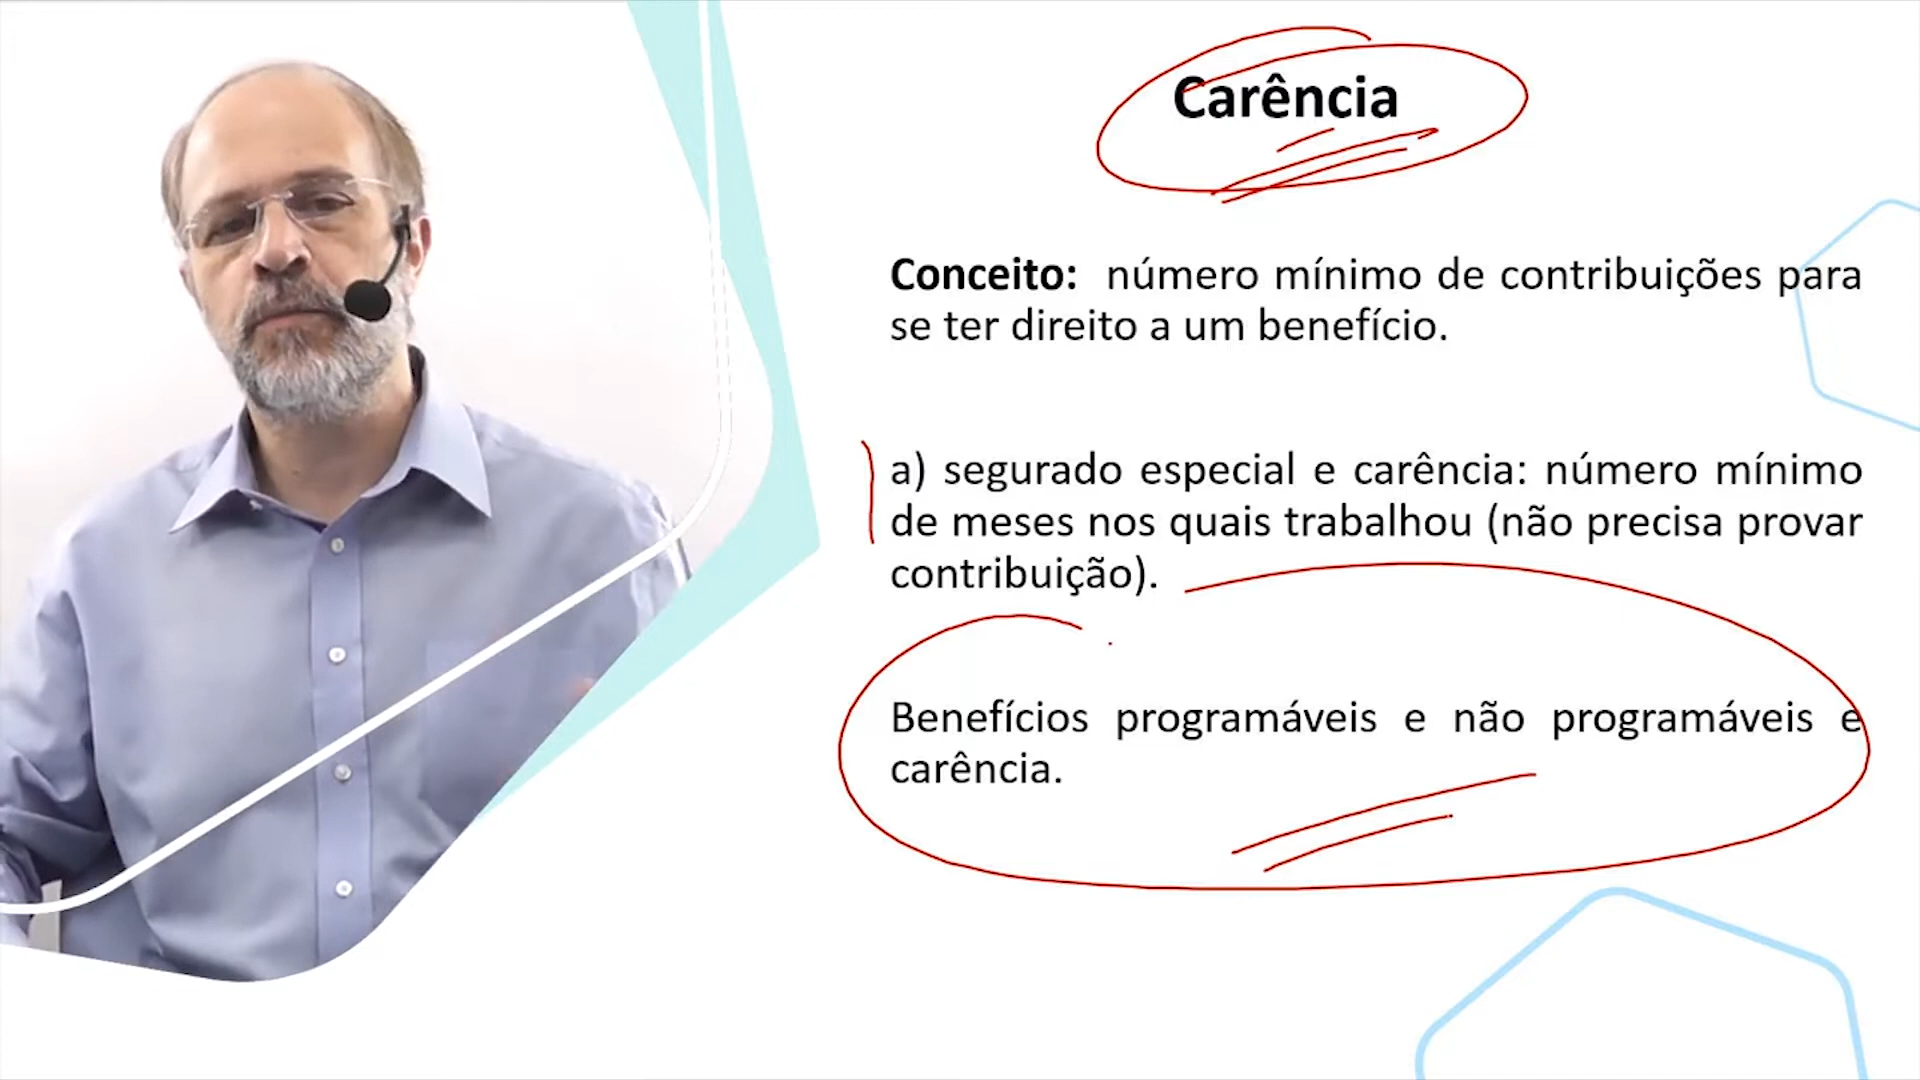 Carência
Conceito: número mínimo de contribuições para
se ter direito a um benefício.
a) segurado especial e carência: número mínimo
de meses nos quais trabalhou (não precisa provar
contribuição).
Benefícios programáveis e não programáveis e
carência.